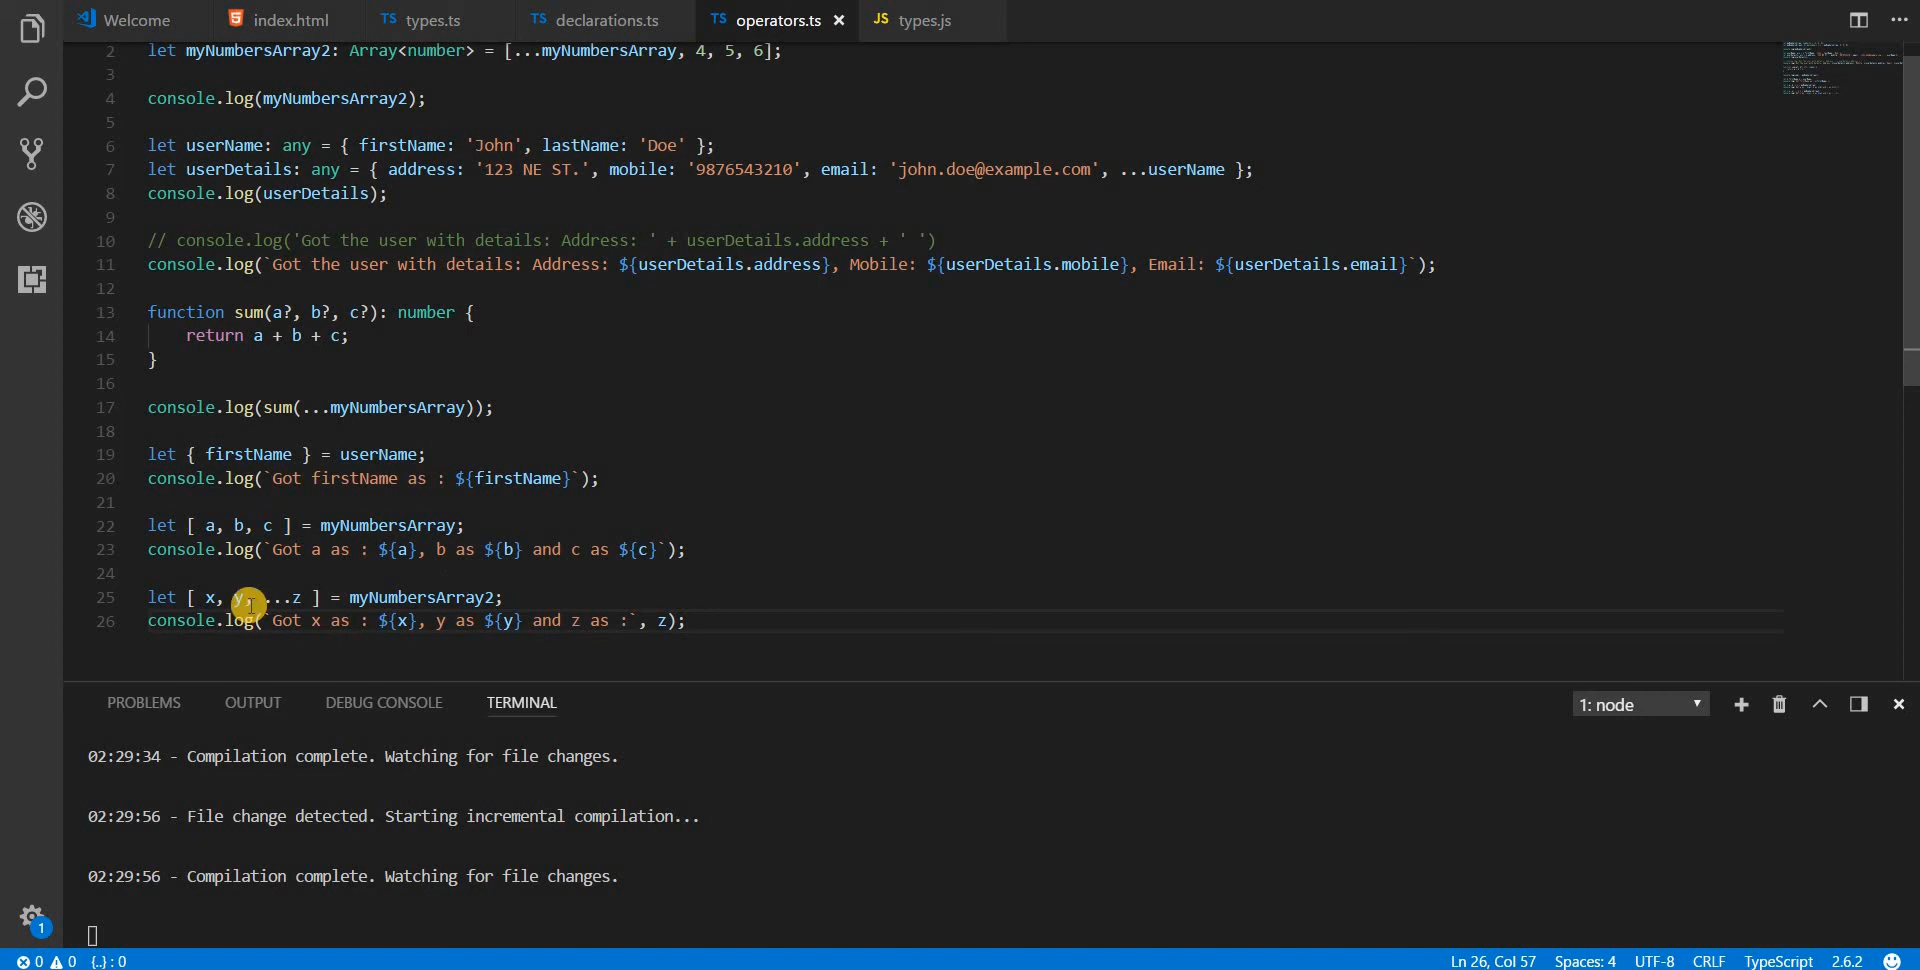 Welcome index.html TS types.ts TS declarations.ts TS operators.ts × JS types.js ...
2 let myNumbersArray2: Array<number> = [...myNumbersArray, 4, 5, 6];
3
4 console.log(myNumbersArray2);
5
6 let userName: any = { firstName: 'John', lastName: 'Doe' };
7 let userDetails: any = { address: '123 NE ST.', mobile: '9876543210', email: 'john.doe@example.com', ...userName };
8 console.log(userDetails);
9
10 // console.log('Got the user with details: Address: ' + userDetails.address + ' ')
11 console.log(`Got the user with details: Address: ${userDetails.address}, Mobile: ${userDetails.mobile}, Email: ${userDetails.email}`);
12
13 function sum(a?, b?, c?): number {
14 return a + b + c;
15 }
16
17 console.log(sum(...myNumbersArray));
18
19 let { firstName } = userName;
20 console.log(`Got firstName as : ${firstName}`);
21
22 let [ a, b, c ] = myNumbersArray;
23 console.log(`Got a as : ${a}, b as ${b} and c as ${c}`);
24
25 let [ x, y, ...z ] = myNumbersArray2;
26 console.log(`Got x as : ${x}, y as ${y} and z as :`, z);
PROBLEMS OUTPUT DEBUG CONSOLE TERMINAL 1: node
02:29:34 - Compilation complete. Watching for file changes.
02:29:56 - File change detected. Starting incremental compilation...
02:29:56 - Compilation complete. Watching for file changes.
1
0 0 {..} : 0 Ln 26, Col 57 Spaces: 4 UTF-8 CRLF TypeScript 2.6.2